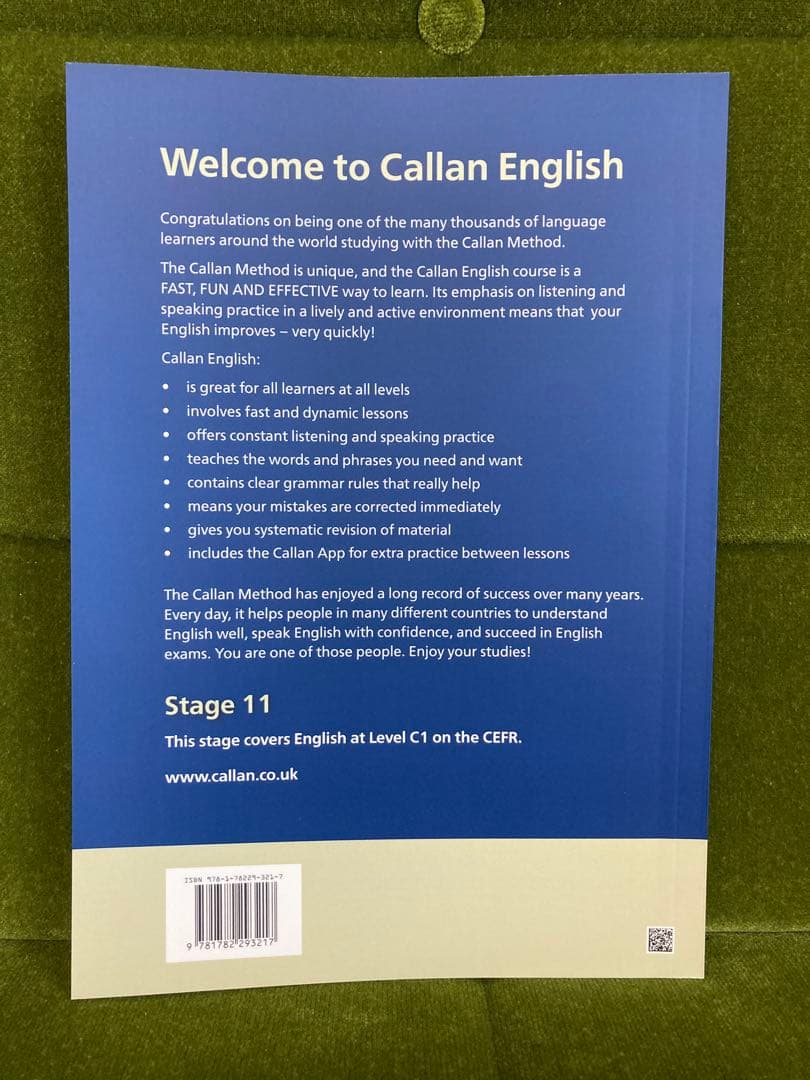 Welcome to Callan English
Congratulations on being one of the many thousands of language
learners around the world studying with the Callan Method.
The Callan Method is unique, and the Callan English course is a
FAST, FUN AND EFFECTIVE way to learn. Its emphasis on listening and
speaking practice in a lively and active environment means that your
English improves – very quickly!
Callan English:
• is great for all learners at all levels
• involves fast and dynamic lessons
• offers constant listening and speaking practice
• teaches the words and phrases you need and want
• contains clear grammar rules that really help
• means your mistakes are corrected immediately
• gives you systematic revision of material
• includes the Callan App for extra practice between lessons
The Callan Method has enjoyed a long record of success over many years.
Every day, it helps people in many different countries to understand
English well, speak English with confidence, and succeed in English
exams. You are one of those people. Enjoy your studies!
Stage 11
This stage covers English at Level C1 on the CEFR.
www.callan.co.uk
ISBN 978-1-78229-321-7
9 781782 293217